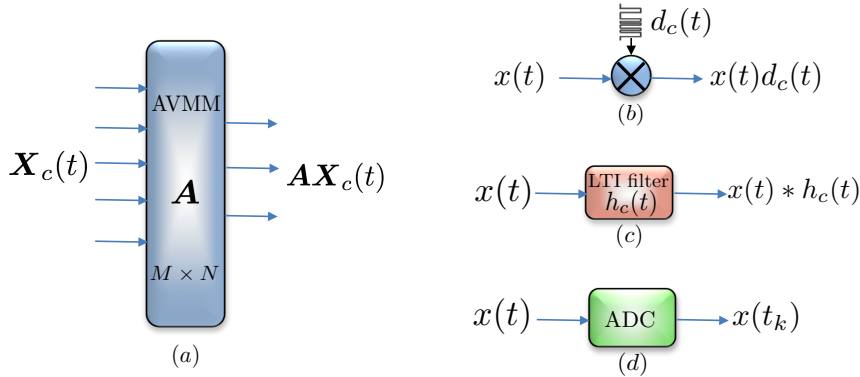 AVMM
X_c(t)
A
AX_c(t)
M × N
(a)
d_c(t)
x(t)
x(t)d_c(t)
(b)
x(t)
LTI filter
h_c(t)
x(t) ∗ h_c(t)
(c)
x(t)
ADC
x(t_k)
(d)